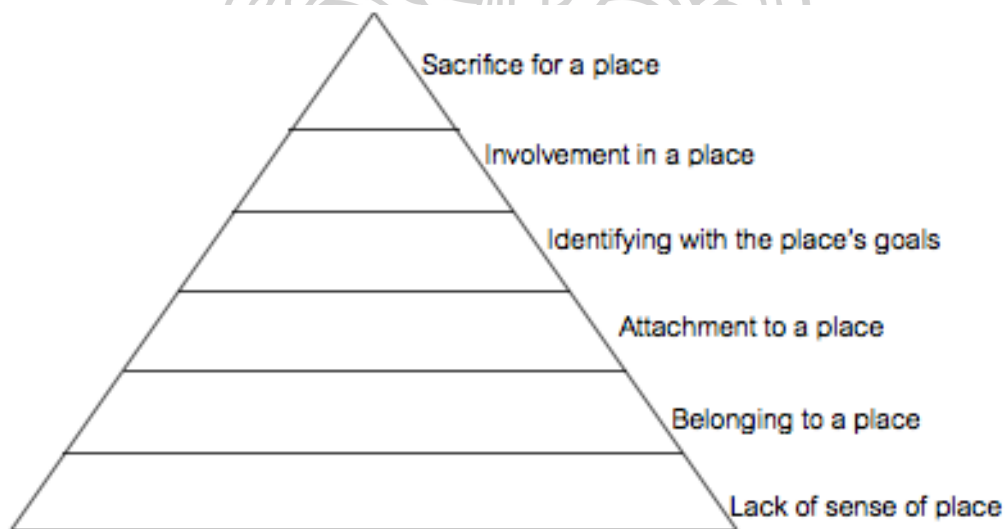 Sacrifice for a place
Involvement in a place
Identifying with the place's goals
Attachment to a place
Belonging to a place
Lack of sense of place